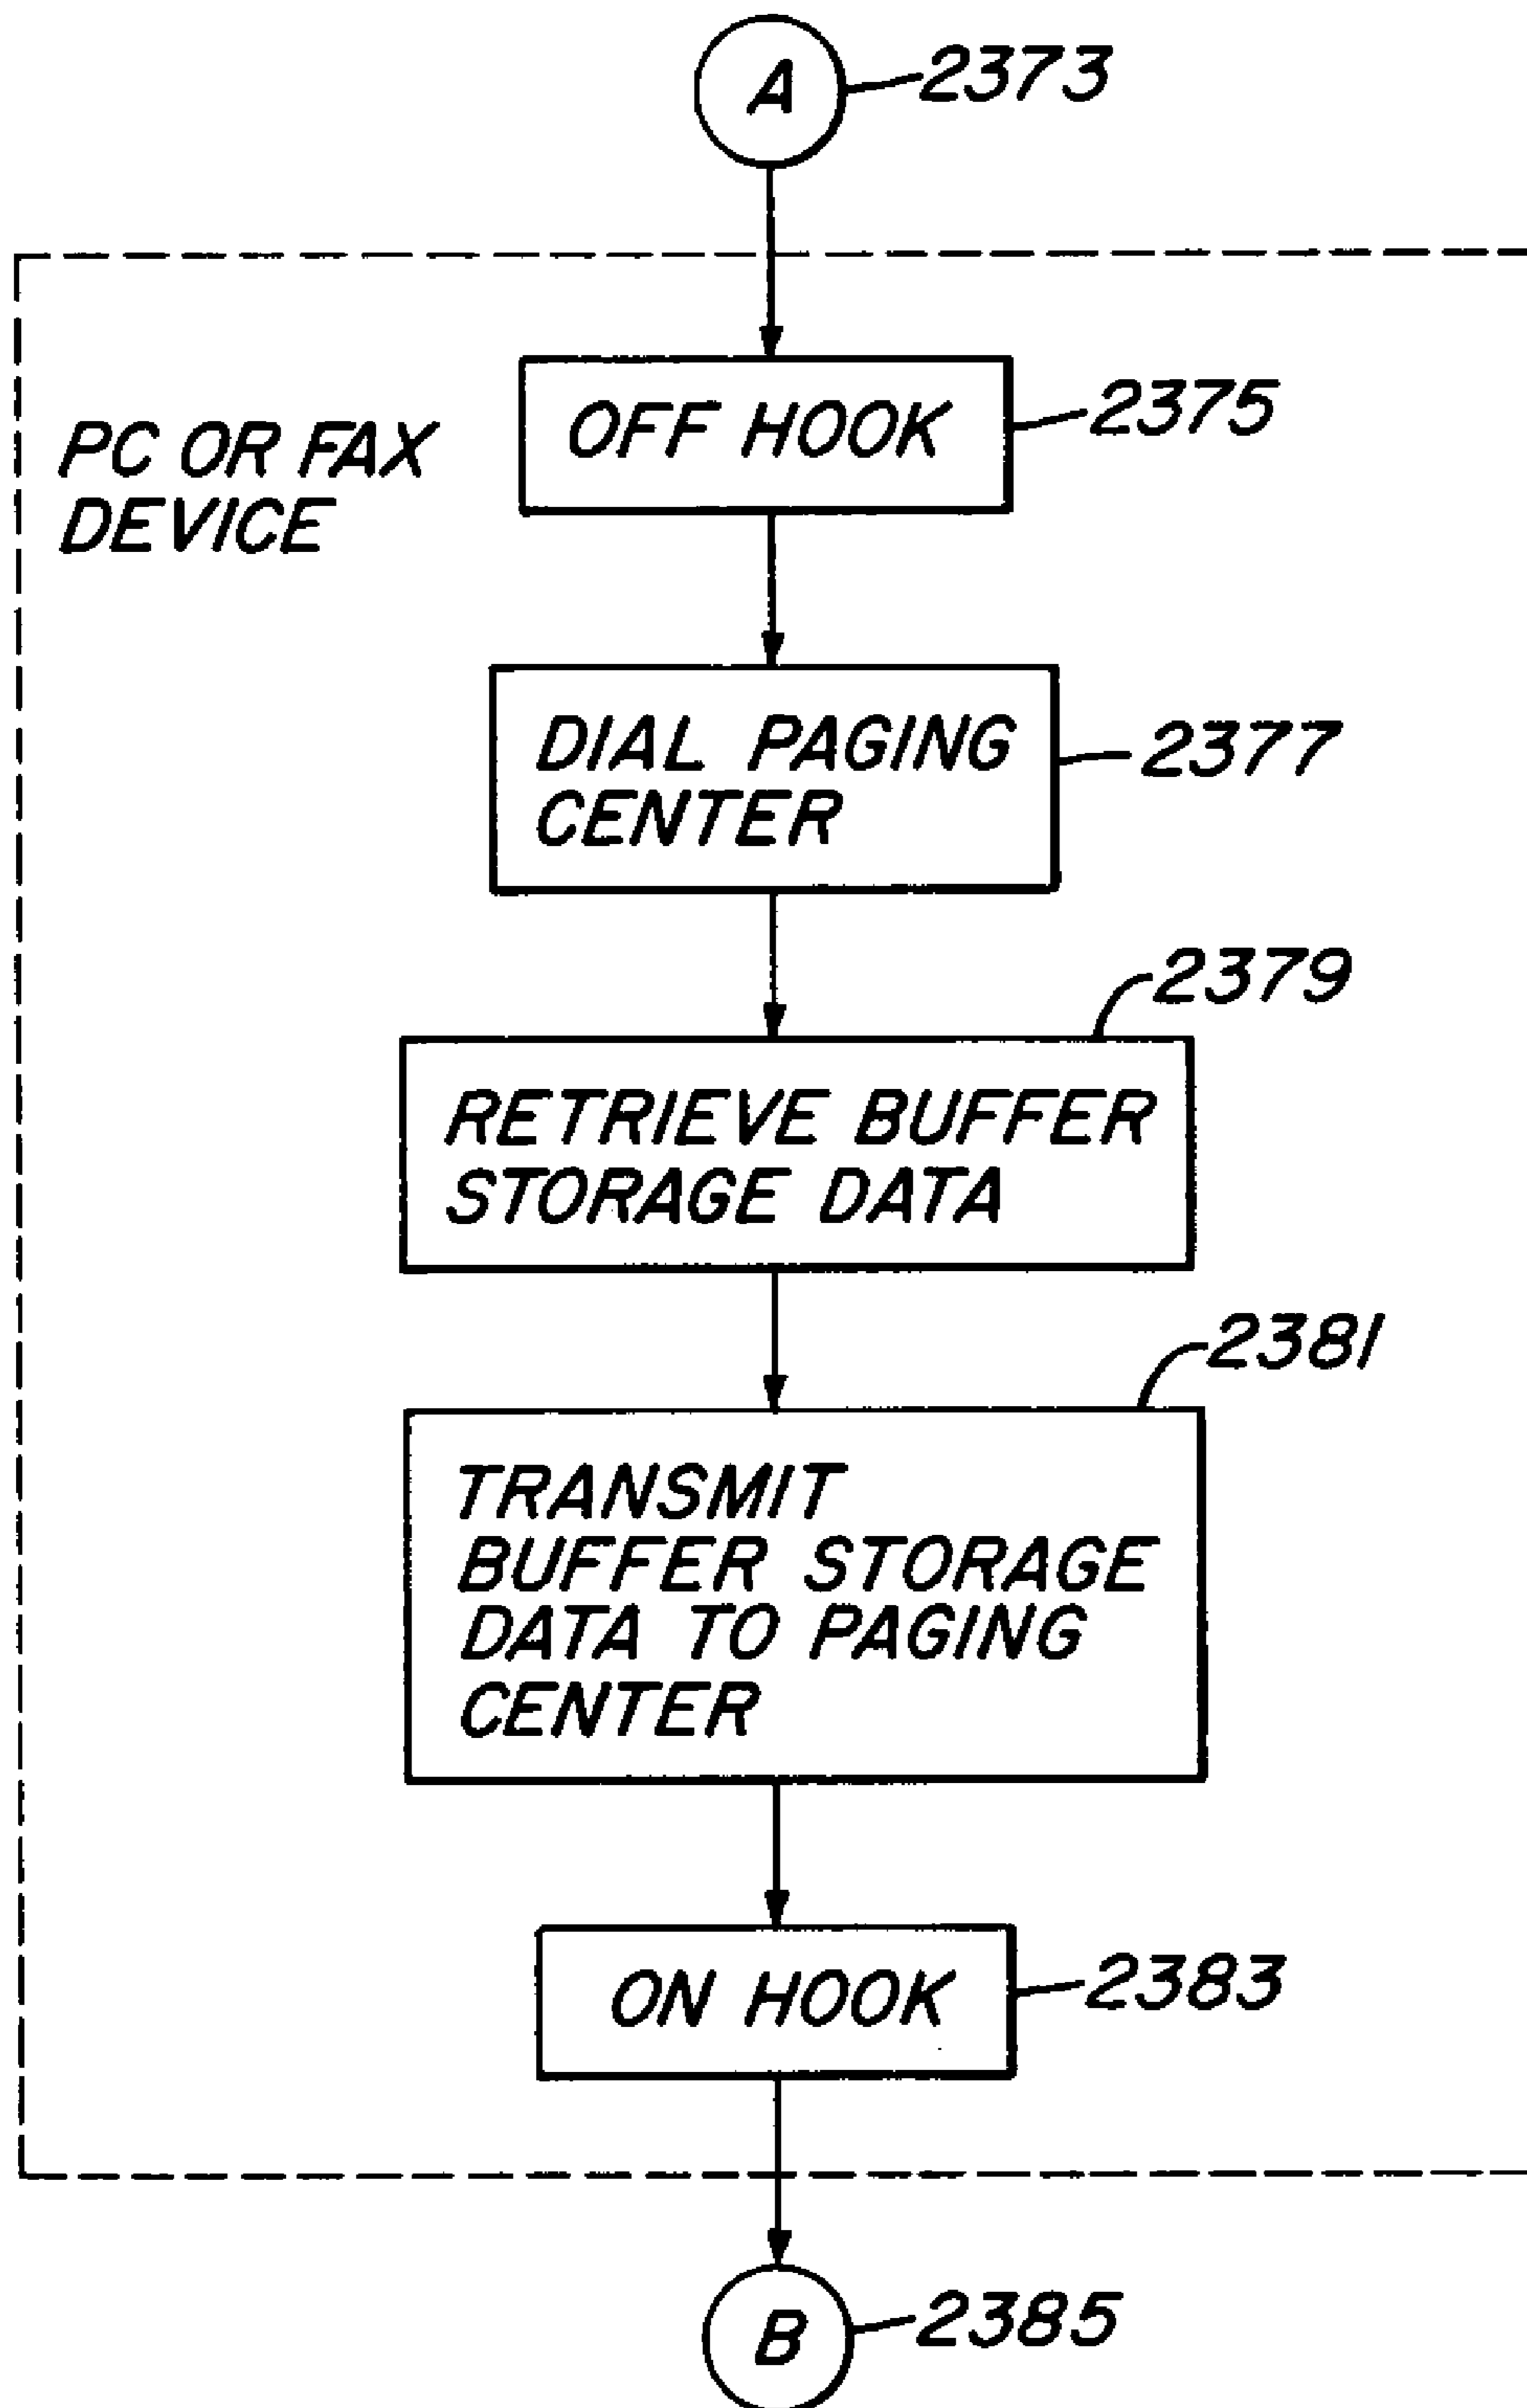 A
2373
PC OR FAX
DEVICE
OFF HOOK
2375
DIAL PAGING
CENTER
2377
2379
RETRIEVE BUFFER
STORAGE DATA
2381
TRANSMIT
BUFFER STORAGE
DATA TO PAGING
CENTER
ON HOOK
2383
B
2385